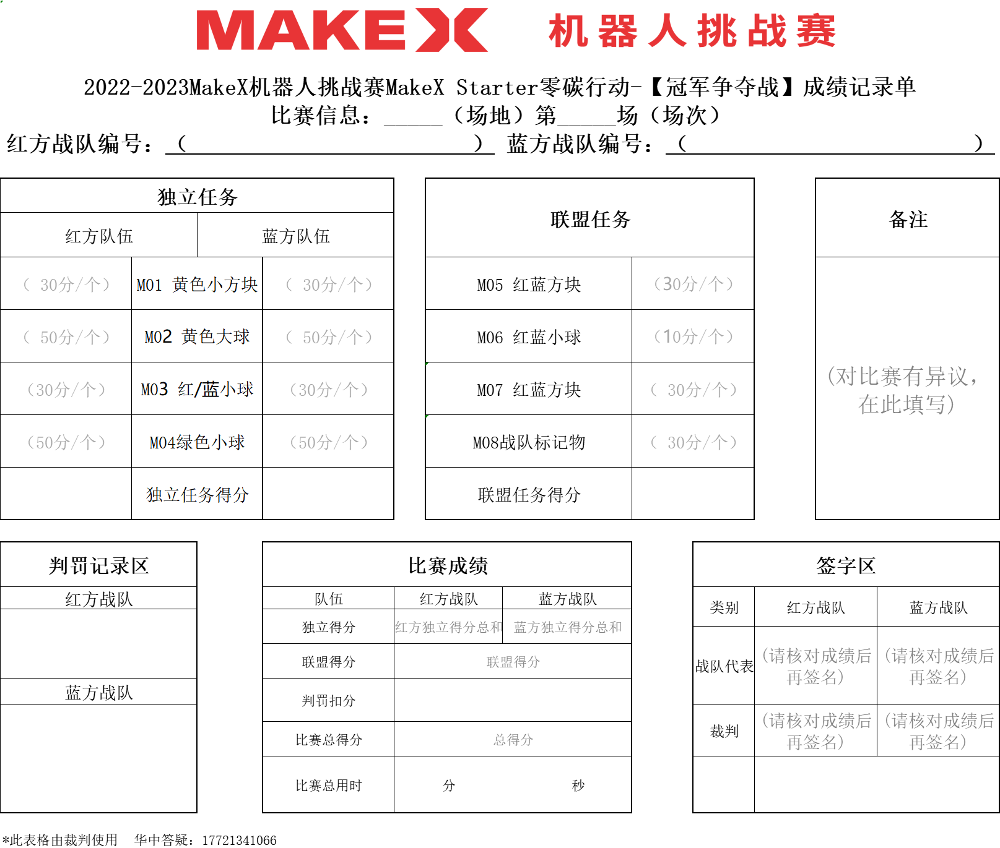 MAKEX 机器人挑战赛
2022-2023MakeX机器人挑战赛MakeX Starter零碳行动-【冠军争夺战】成绩记录单
比赛信息：_____（场地）第_____场（场次）
红方战队编号：（ ） 蓝方战队编号：（ ）
独立任务
红方队伍 蓝方队伍
（ 30分/个） M01 黄色小方块 （ 30分/个）
（ 50分/个） M02 黄色大球 （ 50分/个）
（30分/个） M03 红/蓝小球 （30分/个）
（50分/个） M04绿色小球 （50分/个）
独立任务得分
联盟任务
M05 红蓝方块 （30分/个）
M06 红蓝小球 （10分/个）
M07 红蓝方块 （ 30分/个）
M08战队标记物 （ 30分/个）
联盟任务得分
备注
(对比赛有异议，
在此填写)
判罚记录区
红方战队
蓝方战队
比赛成绩
队伍 红方战队 蓝方战队
独立得分 红方独立得分总和 蓝方独立得分总和
联盟得分 联盟得分
判罚扣分
比赛总得分 总得分
比赛总用时 分 秒
签字区
类别 红方战队 蓝方战队
战队代表 (请核对成绩后 (请核对成绩后
再签名) 再签名)
裁判 (请核对成绩后 (请核对成绩后
再签名) 再签名)
*此表格由裁判使用 华中答疑：17721341066